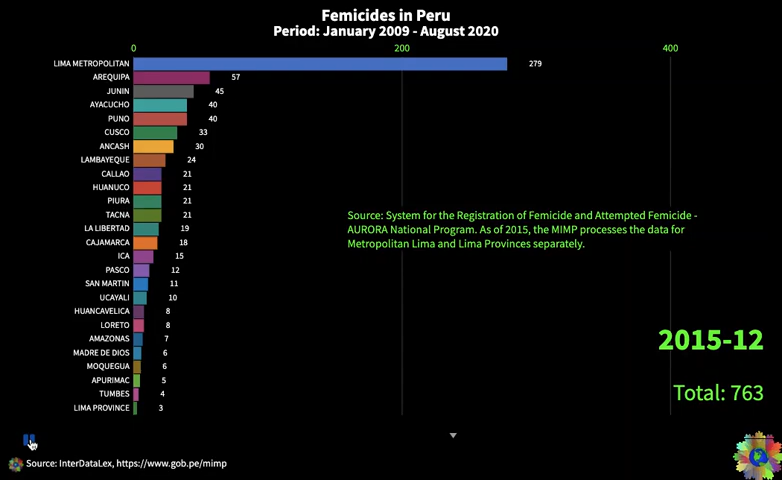 Femicides in Peru
Period: January 2009 - August 2020
0 200 400
LIMA METROPOLITAN 279
AREQUIPA 57
JUNIN 45
AYACUCHO 40
PUNO 40
CUSCO 33
ANCASH 30
LAMBAYEQUE 24
CALLAO 21
HUANUCO 21
PIURA 21
TACNA 21
LA LIBERTAD 19
CAJAMARCA 18
ICA 15
PASCO 12
SAN MARTIN 11
UCAYALI 10
HUANCAVELICA 8
LORETO 8
AMAZONAS 7
MADRE DE DIOS 6
MOQUEGUA 6
APURIMAC 5
TUMBES 4
LIMA PROVINCE 3
Source: System for the Registration of Femicide and Attempted Femicide -
AURORA National Program. As of 2015, the MIMP processes the data for
Metropolitan Lima and Lima Provinces separately.
2015-12
Total: 763
Source: InterDataLex, https://www.gob.pe/mimp